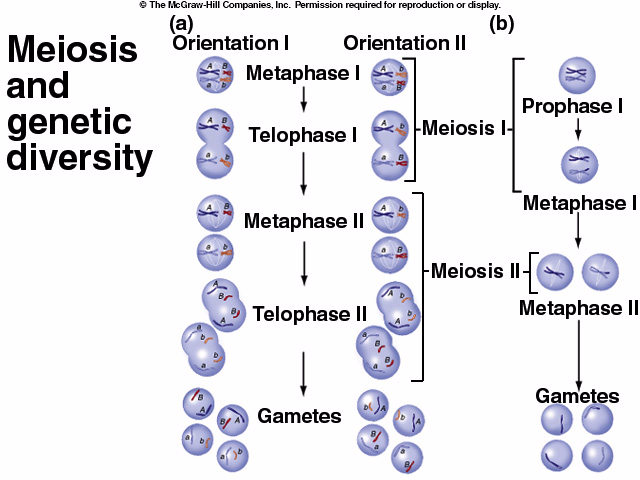 © The McGraw-Hill Companies, Inc. Permission required for reproduction or display.
Meiosis
and
genetic
diversity
(a)
Orientation I
Orientation II
Metaphase I
Telophase I
Metaphase II
Telophase II
Gametes
Meiosis I
Meiosis II
(b)
Prophase I
Metaphase I
Metaphase II
Gametes
A B
a b
A B
a b
A
b
a
B
A B
a b
A b
a B
A
B
B
A
a
b
b
a
A
b
b
A
a
B
B
a
B
A
B
A
a
b
a
b
b
A
b
A
B
a
a
B